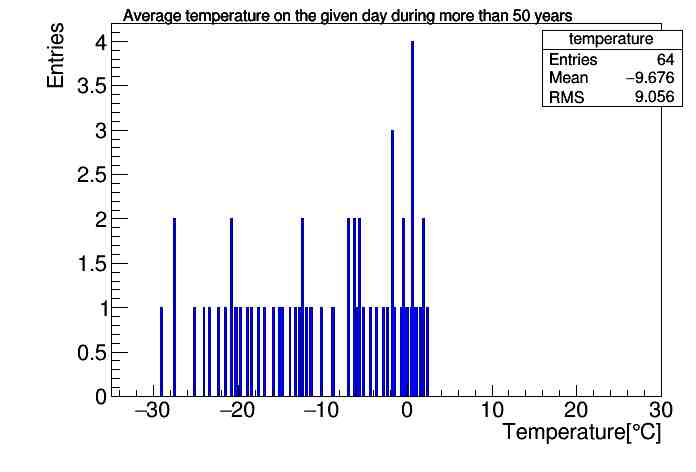 Average temperature on the given day during more than 50 years
temperature
Entries 64
Mean −9.676
RMS 9.056
Entries
4
3.5
3
2.5
2
1.5
1
0.5
0
−30 −20 −10 0 10 20 30
Temperature[°C]